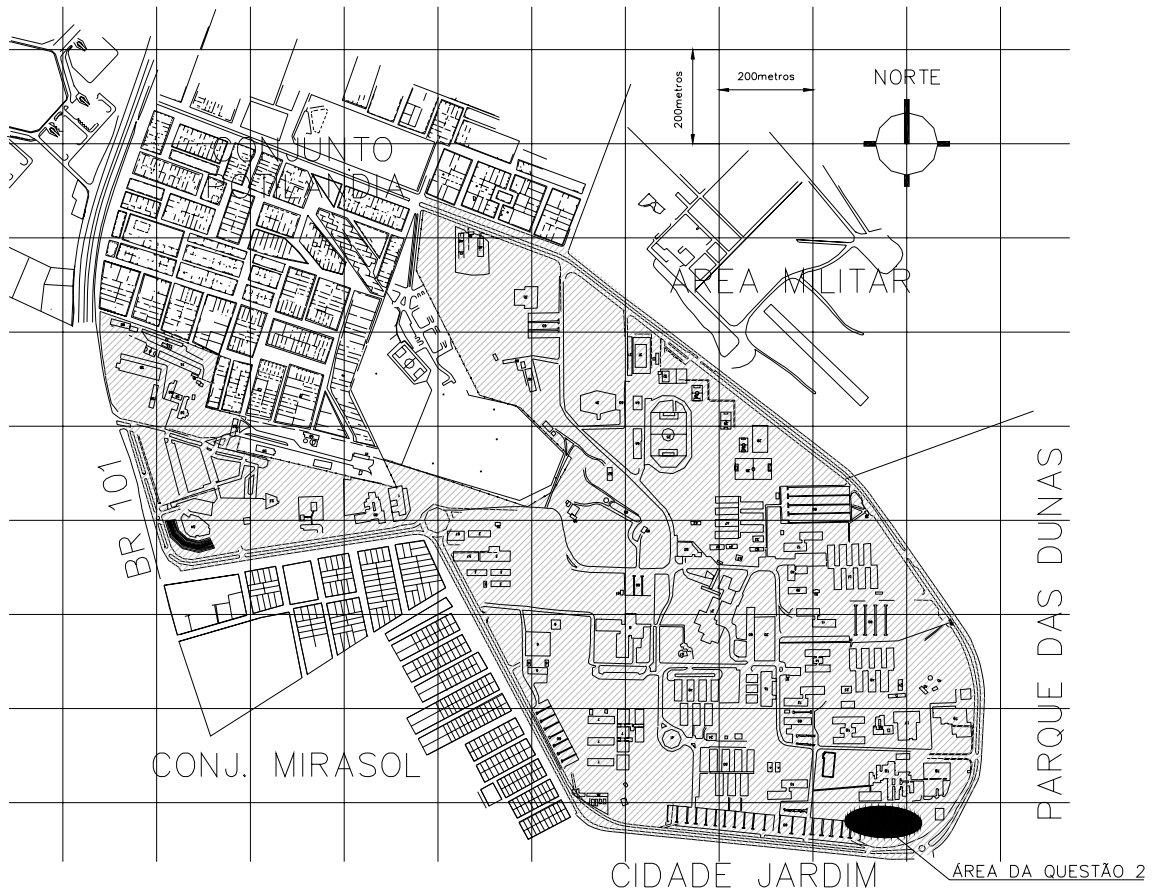 200metros
200metros
NORTE
CONJUNTO
ÁREA MILITAR
BR 101
PARQUE DAS DUNAS
CONJ. MIRASOL
CIDADE JARDIM
ÁREA DA QUESTÃO 2